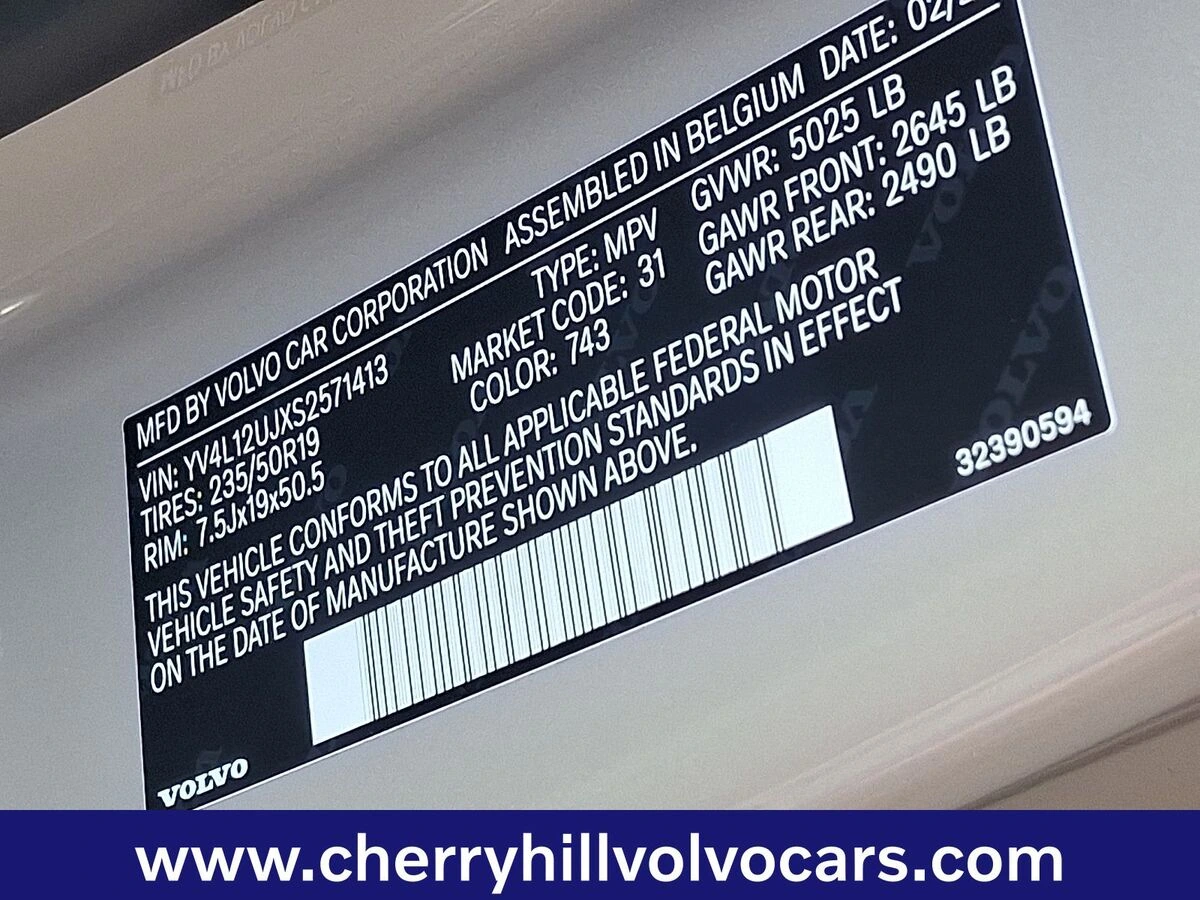 MFD BY VOLVO CAR CORPORATION ASSEMBLED IN BELGIUM DATE: 02/
VIN: YV4L12UJXS2571413 TYPE: MPV GVWR: 5025 LB
TIRES: 235/50R19 MARKET CODE: 31 GAWR FRONT: 2645 LB
RIM: 7.5Jx19x50.5 COLOR: 743 GAWR REAR: 2490 LB
THIS VEHICLE CONFORMS TO ALL APPLICABLE FEDERAL MOTOR
VEHICLE SAFETY AND THEFT PREVENTION STANDARDS IN EFFECT
ON THE DATE OF MANUFACTURE SHOWN ABOVE.
32390594
VOLVO
www.cherryhillvolvocars.com